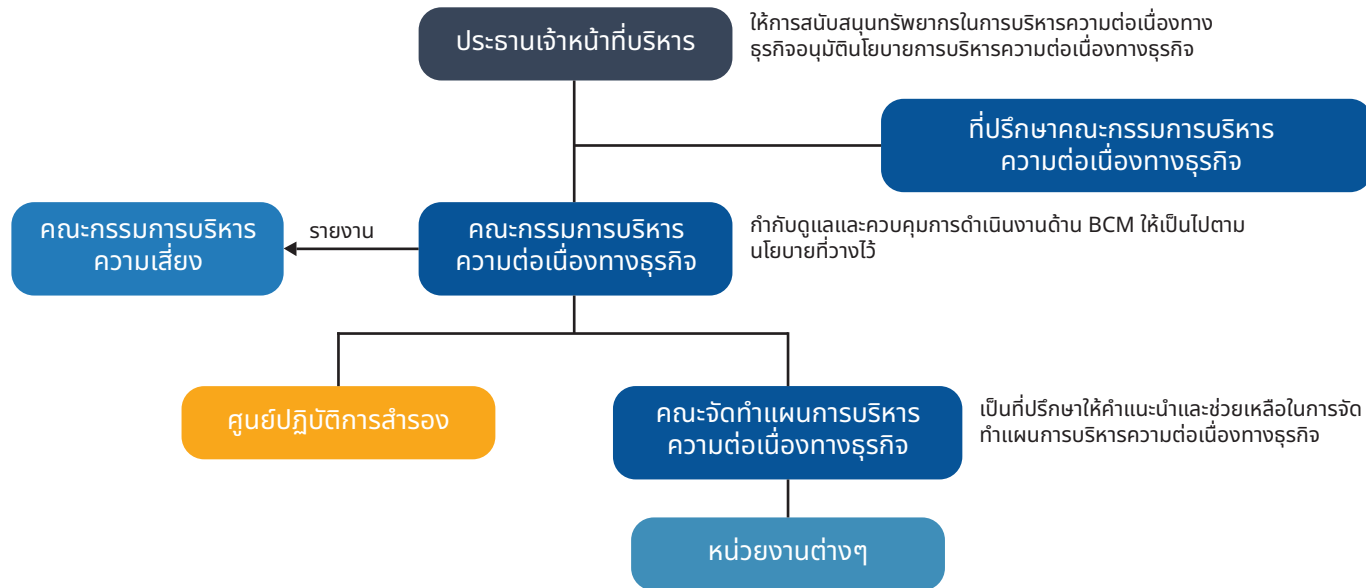 ประธานเจ้าหน้าที่บริหาร
ให้การสนับสนุนทรัพยากรในการบริหารความต่อเนื่องทาง
ธุรกิจอนุมัตินโยบายการบริหารความต่อเนื่องทางธุรกิจ
ที่ปรึกษาคณะกรรมการบริหาร
ความต่อเนื่องทางธุรกิจ
คณะกรรมการบริหาร
ความเสี่ยง
รายงาน
คณะกรรมการบริหาร
ความต่อเนื่องทางธุรกิจ
กำกับดูแลและควบคุมการดำเนินงานด้าน BCM ให้เป็นไปตาม
นโยบายที่วางไว้
ศูนย์ปฏิบัติการสำรอง
คณะจัดทำแผนการบริหาร
ความต่อเนื่องทางธุรกิจ
เป็นที่ปรึกษาให้คำแนะนำและช่วยเหลือในการจัด
ทำแผนการบริหารความต่อเนื่องทางธุรกิจ
หน่วยงานต่างๆ